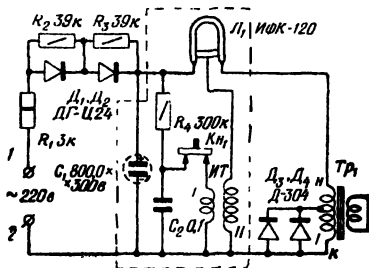 R₂ 39к R₃ 39к
Л₁ ИФК-120
Д₁, Д₂
ДГ-Ц24
R₁ 3к
R₄ 300к
Кн₁
1
~220в
2
C₁ 800,0×
×300в
C₂ 0,1
ИТ
I
II
Д₃, Д₄
Д-304
н
Тр₁
I
к